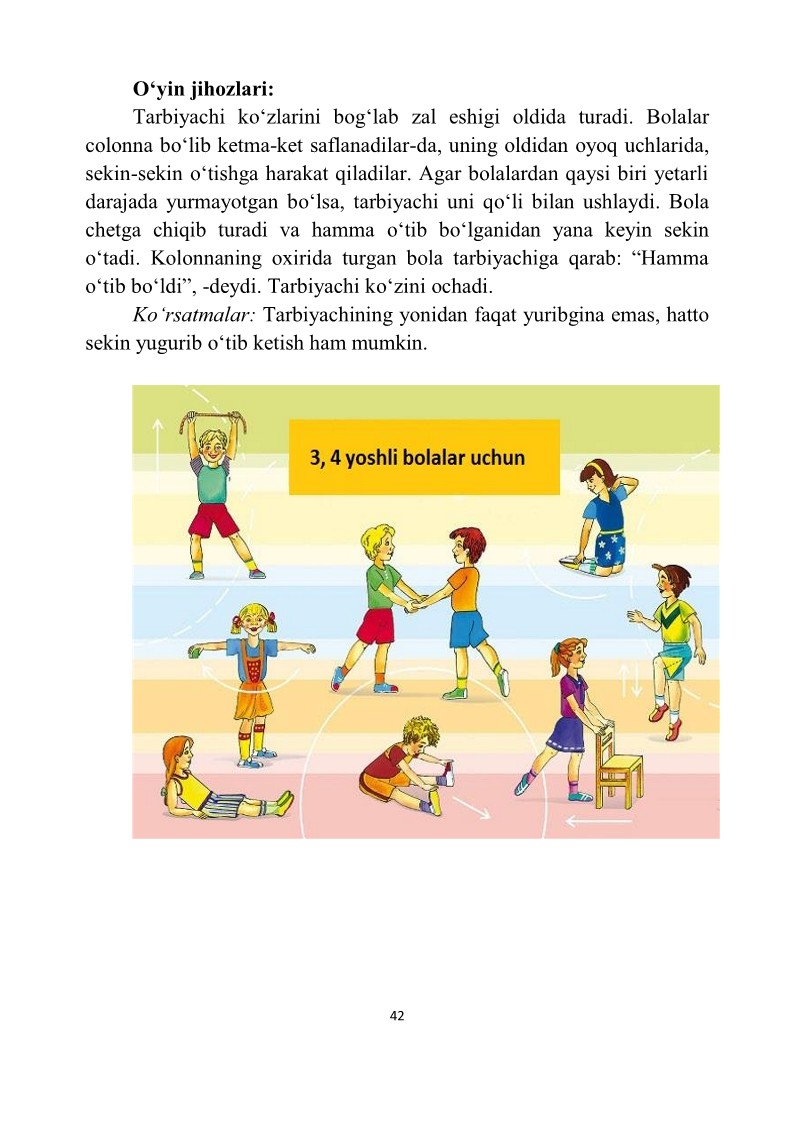 O‘yin jihozlari:
Tarbiyachi ko‘zlarini bog‘lab zal eshigi oldida turadi. Bolalar
colonna bo‘lib ketma-ket saflanadilar-da, uning oldidan oyoq uchlarida,
sekin-sekin o‘tishga harakat qiladilar. Agar bolalardan qaysi biri yetarli
darajada yurmayotgan bo‘lsa, tarbiyachi uni qo‘li bilan ushlaydi. Bola
chetga chiqib turadi va hamma o‘tib bo‘lganidan yana keyin sekin
o‘tadi. Kolonnaning oxirida turgan bola tarbiyachiga qarab: “Hamma
o‘tib bo‘ldi”, -deydi. Tarbiyachi ko‘zini ochadi.
Ko‘rsatmalar: Tarbiyachining yonidan faqat yuribgina emas, hatto
sekin yugurib o‘tib ketish ham mumkin.
3, 4 yoshli bolalar uchun
42